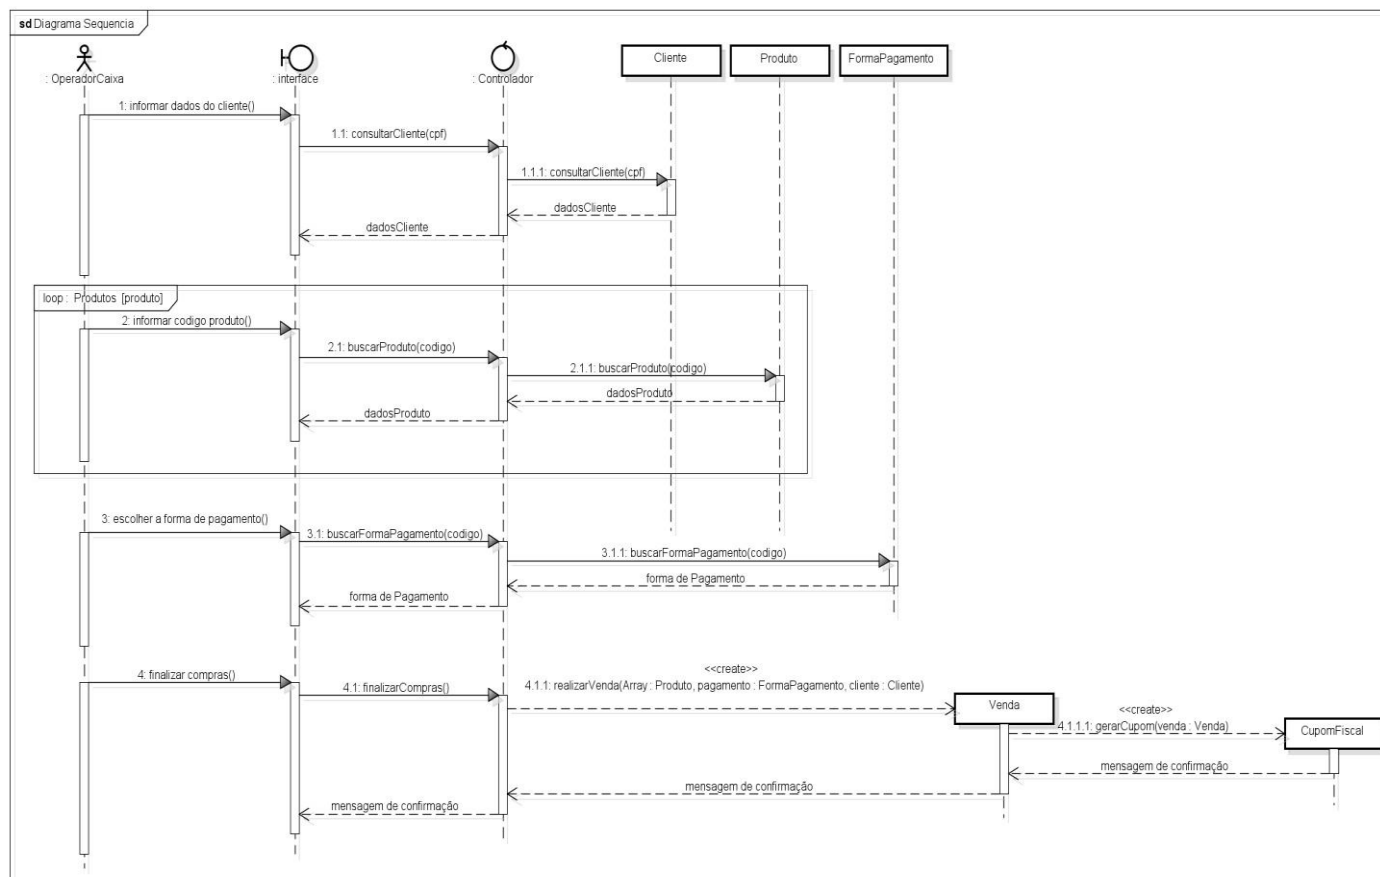 sd Diagrama Sequencia
: OperadorCaixa
: interface
: Controlador
Cliente
Produto
FormaPagamento
1: informar dados do cliente()
1.1: consultarCliente(cpf)
1.1.1: consultarCliente(cpf)
dadosCliente
dadosCliente
loop : Produtos [produto]
2: informar codigo produto()
2.1: buscarProduto(codigo)
2.1.1: buscarProduto(codigo)
dadosProduto
dadosProduto
3: escolher a forma de pagamento()
3.1: buscarFormaPagamento(codigo)
3.1.1: buscarFormaPagamento(codigo)
forma de Pagamento
forma de Pagamento
4: finalizar compras()
4.1: finalizarCompras()
<<create>>
4.1.1: realizarVenda(Array : Produto, pagamento : FormaPagamento, cliente : Cliente)
Venda
<<create>>
4.1.1.1: gerarCupom(venda : Venda)
CupomFiscal
mensagem de confirmação
mensagem de confirmação
mensagem de confirmação